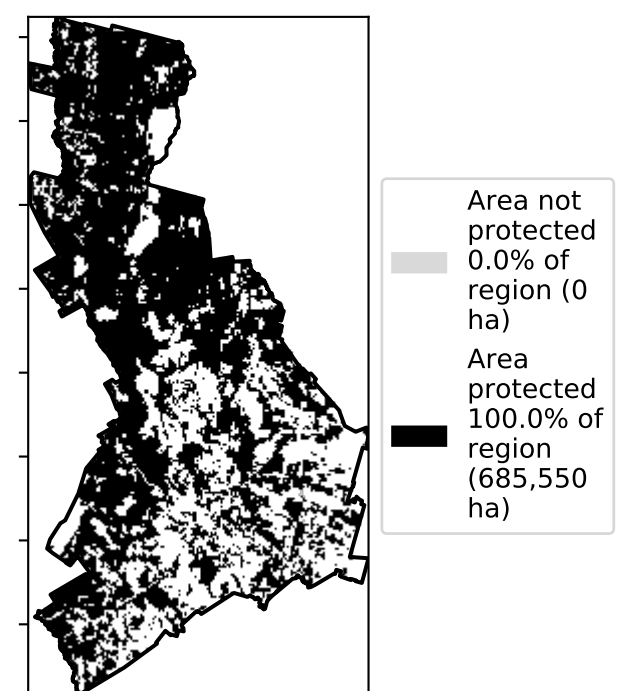 Area not
protected
0.0% of
region (0
ha)
Area
protected
100.0% of
region
(685,550
ha)